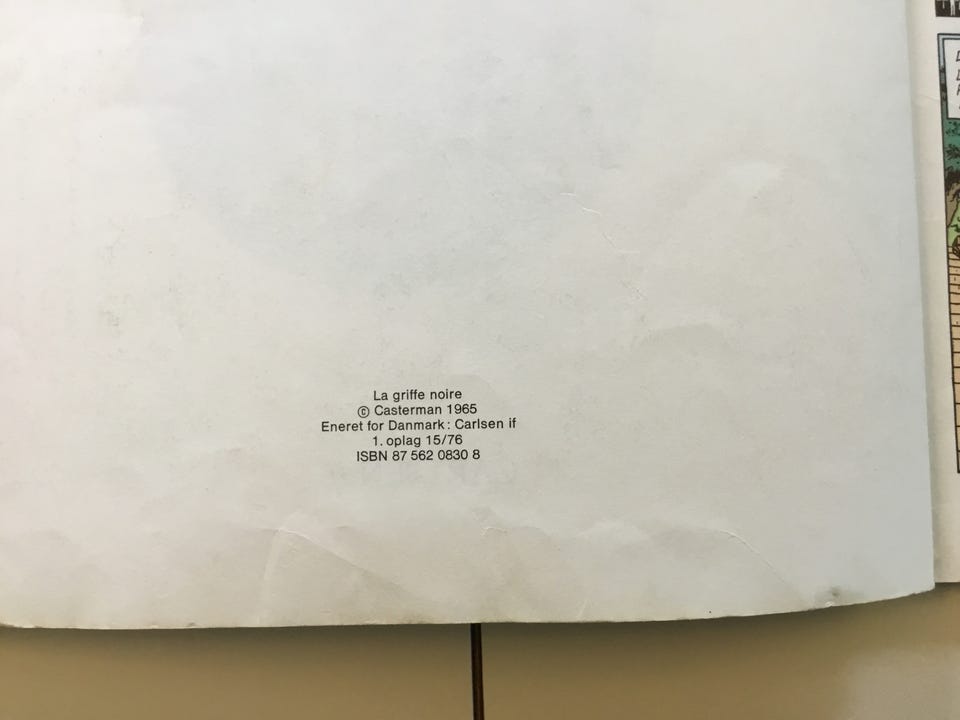 La griffe noire
© Casterman 1965
Eneret for Danmark: Carlsen if
1. oplag 15/76
ISBN 87 562 0830 8